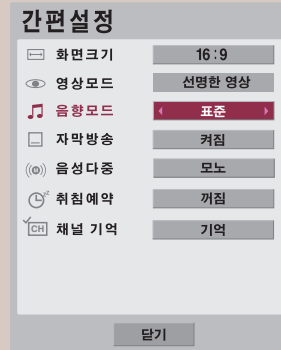 간편설정
화면크기 16:9
영상모드 선명한 영상
음향모드 표준
자막방송 켜짐
음성다중 모노
취침예약 꺼짐
CH 채널 기억 기억
닫기